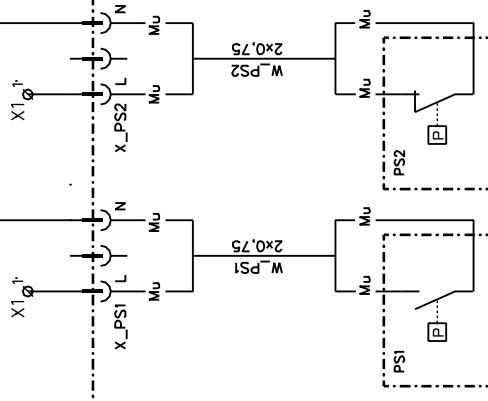 N
Mu
Mu
2x0,75
W_PS2
X1 1
L
Mu
Mu
X_PS2
P
PS2
N
Mu
Mu
2x0,75
W_PS1
X1 1
L
Mu
Mu
X_PS1
P
PS1